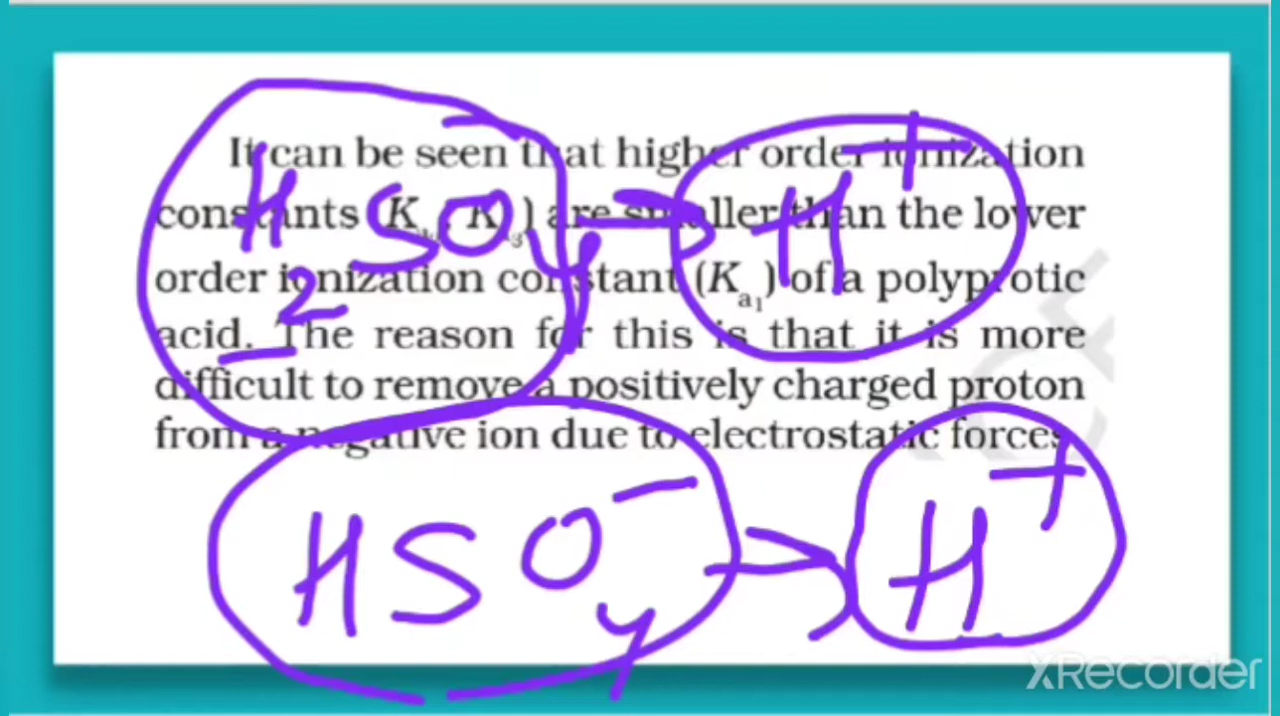 It can be seen that higher order ionization
constants (K , K 3) are smaller than the lower
order ionization constant (Ka1) of a polyprotic
acid. The reason for this is that it is more
difficult to remove a positively charged proton
from a negative ion due to electrostatic forces.
H2SO4 → H+
HSO4- → H+
XRecorder